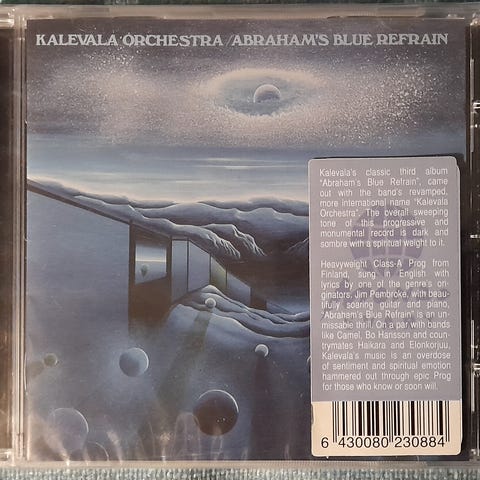 KALEVALA ORCHESTRA/ABRAHAM'S BLUE REFRAIN
Kalevala's classic third album
"Abraham's Blue Refrain", came
out with the band's revamped,
more international name "Kalevala
Orchestra". The overall sweeping
tone of this progressive and
monumental record is dark and
sombre with a spiritual weight to it.
Heavyweight Class-A Prog from
Finland, sung in English with
lyrics by one of the genre's ori-
ginators, Jim Pembroke, with beau-
tifully soaring guitar and piano,
"Abraham's Blue Refrain" is an un-
missable thrill. On a par with bands
like Camel, Bo Hansson and coun-
trymates Haikara and Elonkorjuu,
Kalevala's music is an overdose
of sentiment and spiritual emotion
hammered out through epic Prog
for those who know or soon will.
6 430080 230884